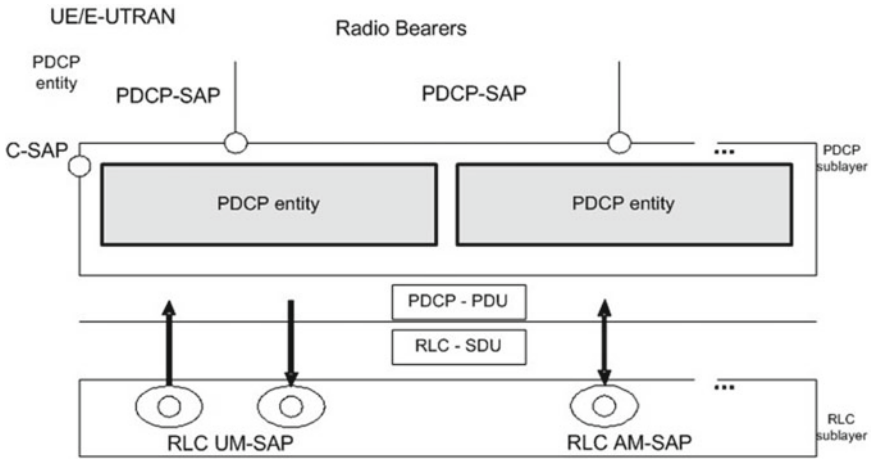 UE/E-UTRAN
Radio Bearers
PDCP
entity
PDCP-SAP
PDCP-SAP
C-SAP
...
PDCP
sublayer
PDCP entity
PDCP entity
PDCP - PDU
RLC - SDU
...
RLC UM-SAP
RLC AM-SAP
RLC
sublayer